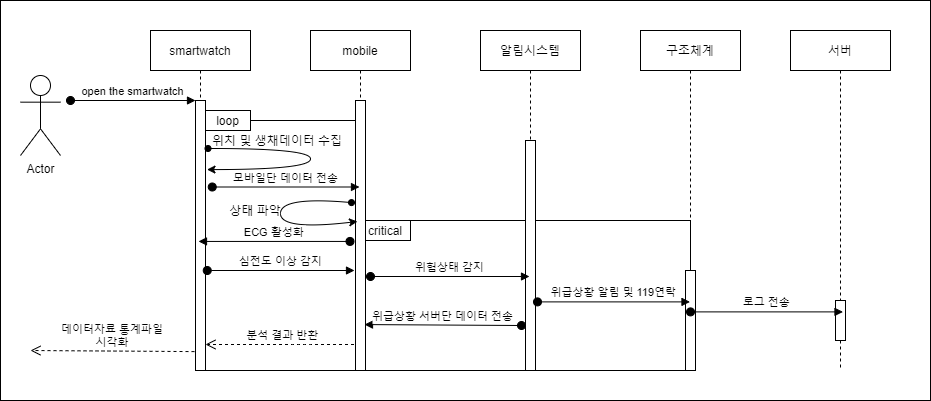 smartwatch
mobile
알림시스템
구조체계
서버
open the smartwatch
Actor
loop
위치 및 생채데이터 수집
모바일단 데이터 전송
상태 파악
critical
ECG 활성화
심전도 이상 감지
위험상태 감지
위급상황 알림 및 119연락
로그 전송
위급상황 서버단 데이터 전송
데이터자료 통계파일
시각화
분석 결과 반환